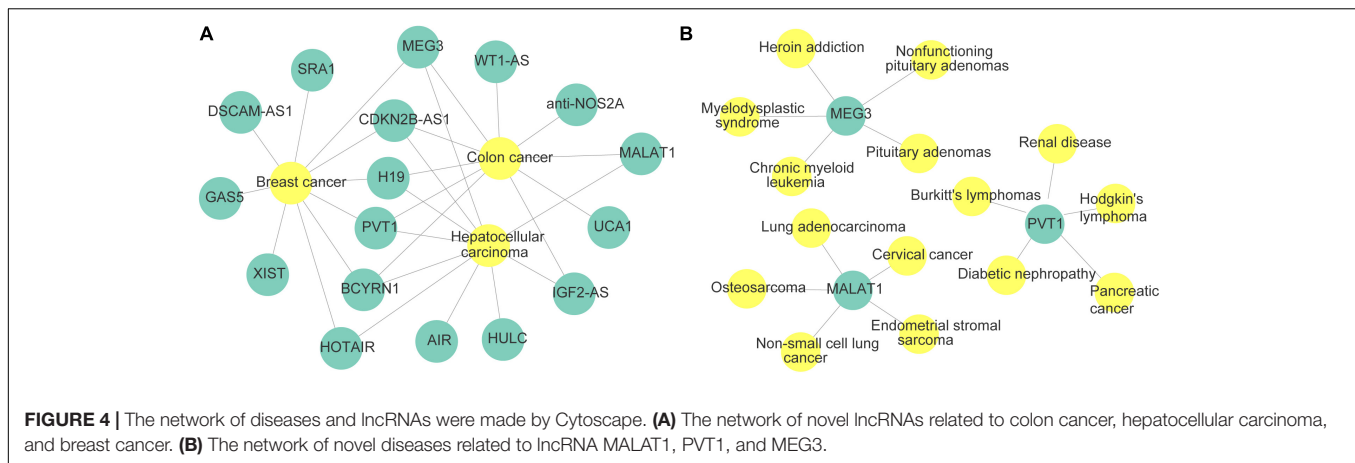 A
MEG3
WT1-AS
SRA1
anti-NOS2A
DSCAM-AS1
CDKN2B-AS1
MALAT1
Colon cancer
Breast cancer
H19
GAS5
PVT1
UCA1
Hepatocellular
carcinoma
XIST
BCYRN1
IGF2-AS
HOTAIR
AIR
HULC
B
Heroin addiction
Nonfunctioning
pituitary adenomas
Myelodysplastic
syndrome
MEG3
Pituitary adenomas
Chronic myeloid
leukemia
Renal disease
Burkitt's lymphomas
Hodgkin's
lymphoma
PVT1
Lung adenocarcinoma
Cervical cancer
Diabetic nephropathy
Pancreatic
cancer
Osteosarcoma
MALAT1
Non-small cell lung
cancer
Endometrial stromal
sarcoma
FIGURE 4 | The network of diseases and lncRNAs were made by Cytoscape. (A) The network of novel lncRNAs related to colon cancer, hepatocellular carcinoma,
and breast cancer. (B) The network of novel diseases related to lncRNA MALAT1, PVT1, and MEG3.